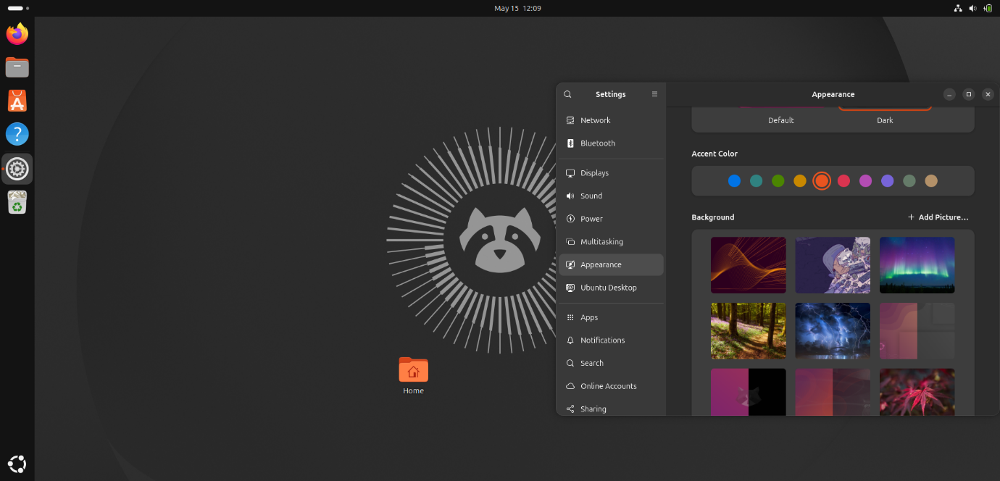 May 15 12:09
Settings
Appearance
Network
Bluetooth
Displays
Sound
Power
Multitasking
Appearance
Ubuntu Desktop
Apps
Notifications
Search
Online Accounts
Sharing
Default
Dark
Accent Color
Background
Add Picture...
Home